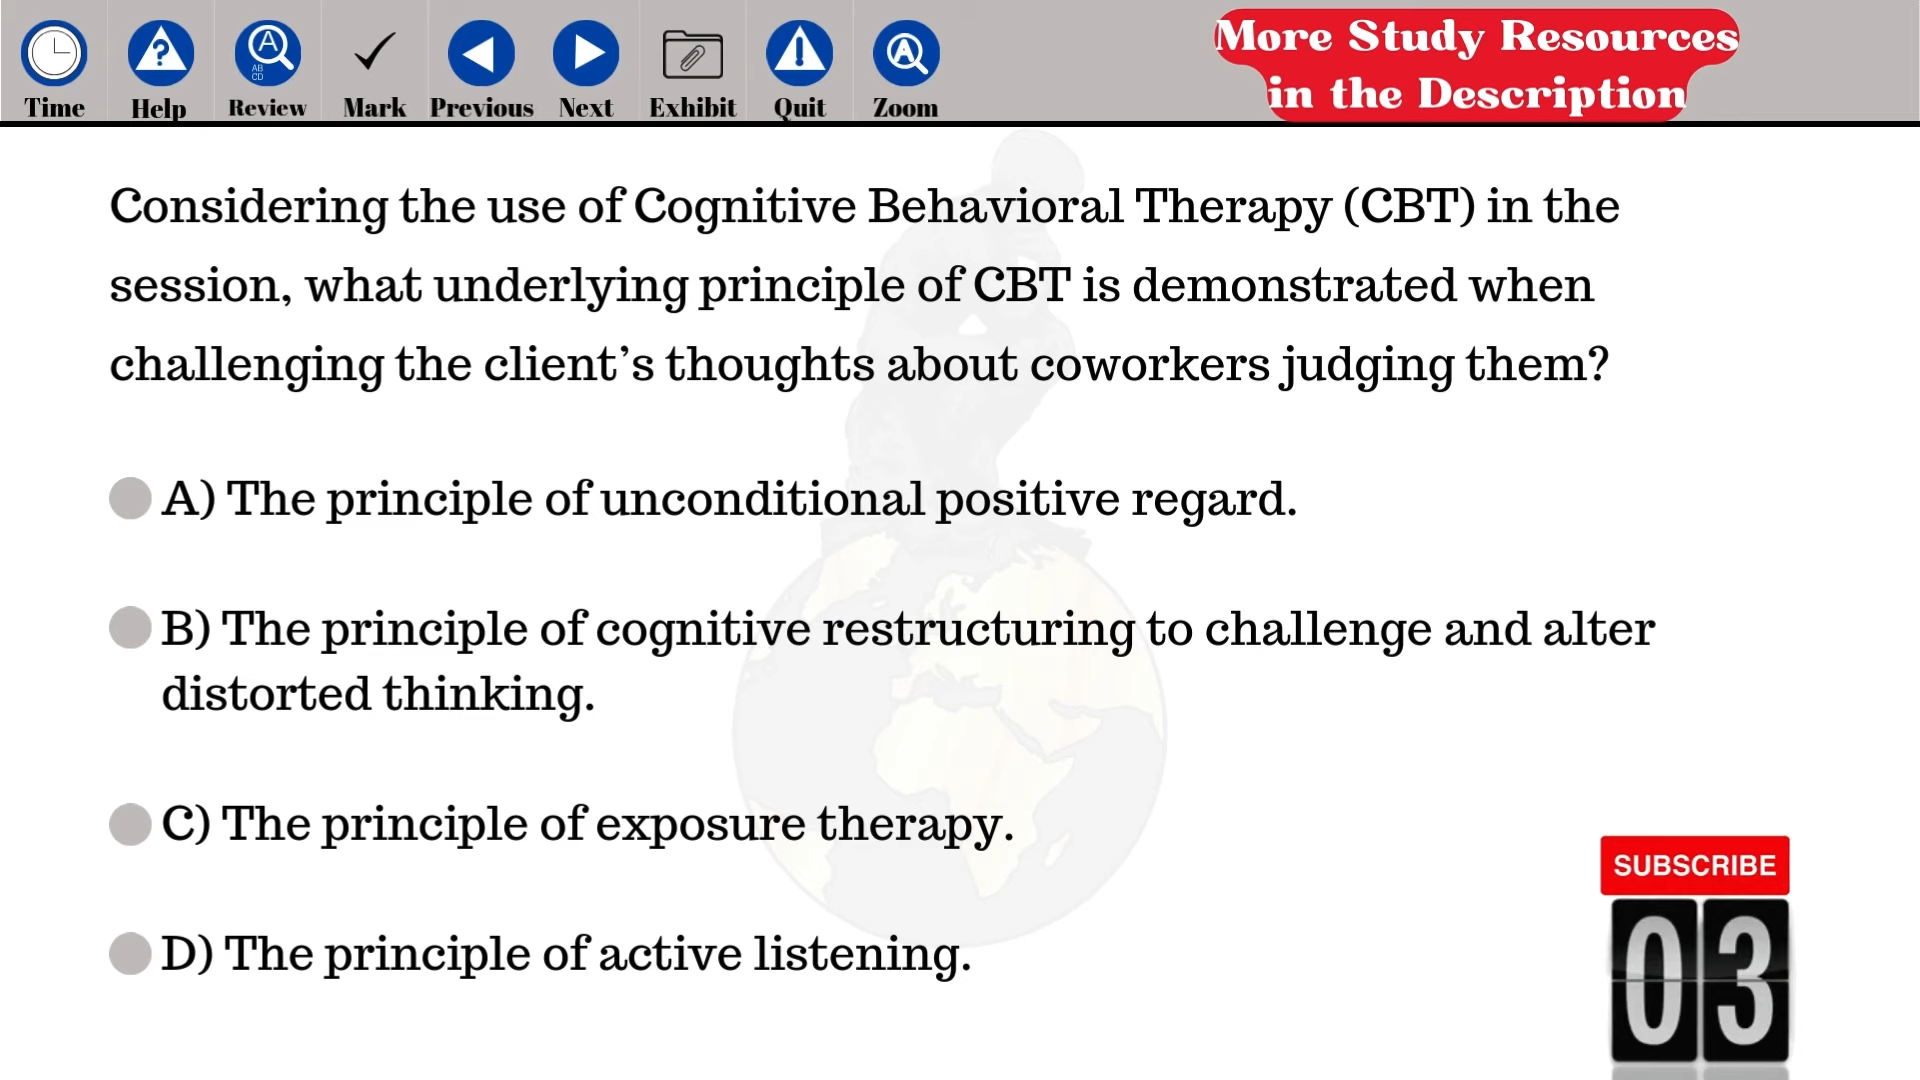 Time Help Review Mark Previous Next Exhibit Quit Zoom
More Study Resources
in the Description
Considering the use of Cognitive Behavioral Therapy (CBT) in the
session, what underlying principle of CBT is demonstrated when
challenging the client’s thoughts about coworkers judging them?
A) The principle of unconditional positive regard.
B) The principle of cognitive restructuring to challenge and alter
distorted thinking.
C) The principle of exposure therapy.
D) The principle of active listening.
SUBSCRIBE
03